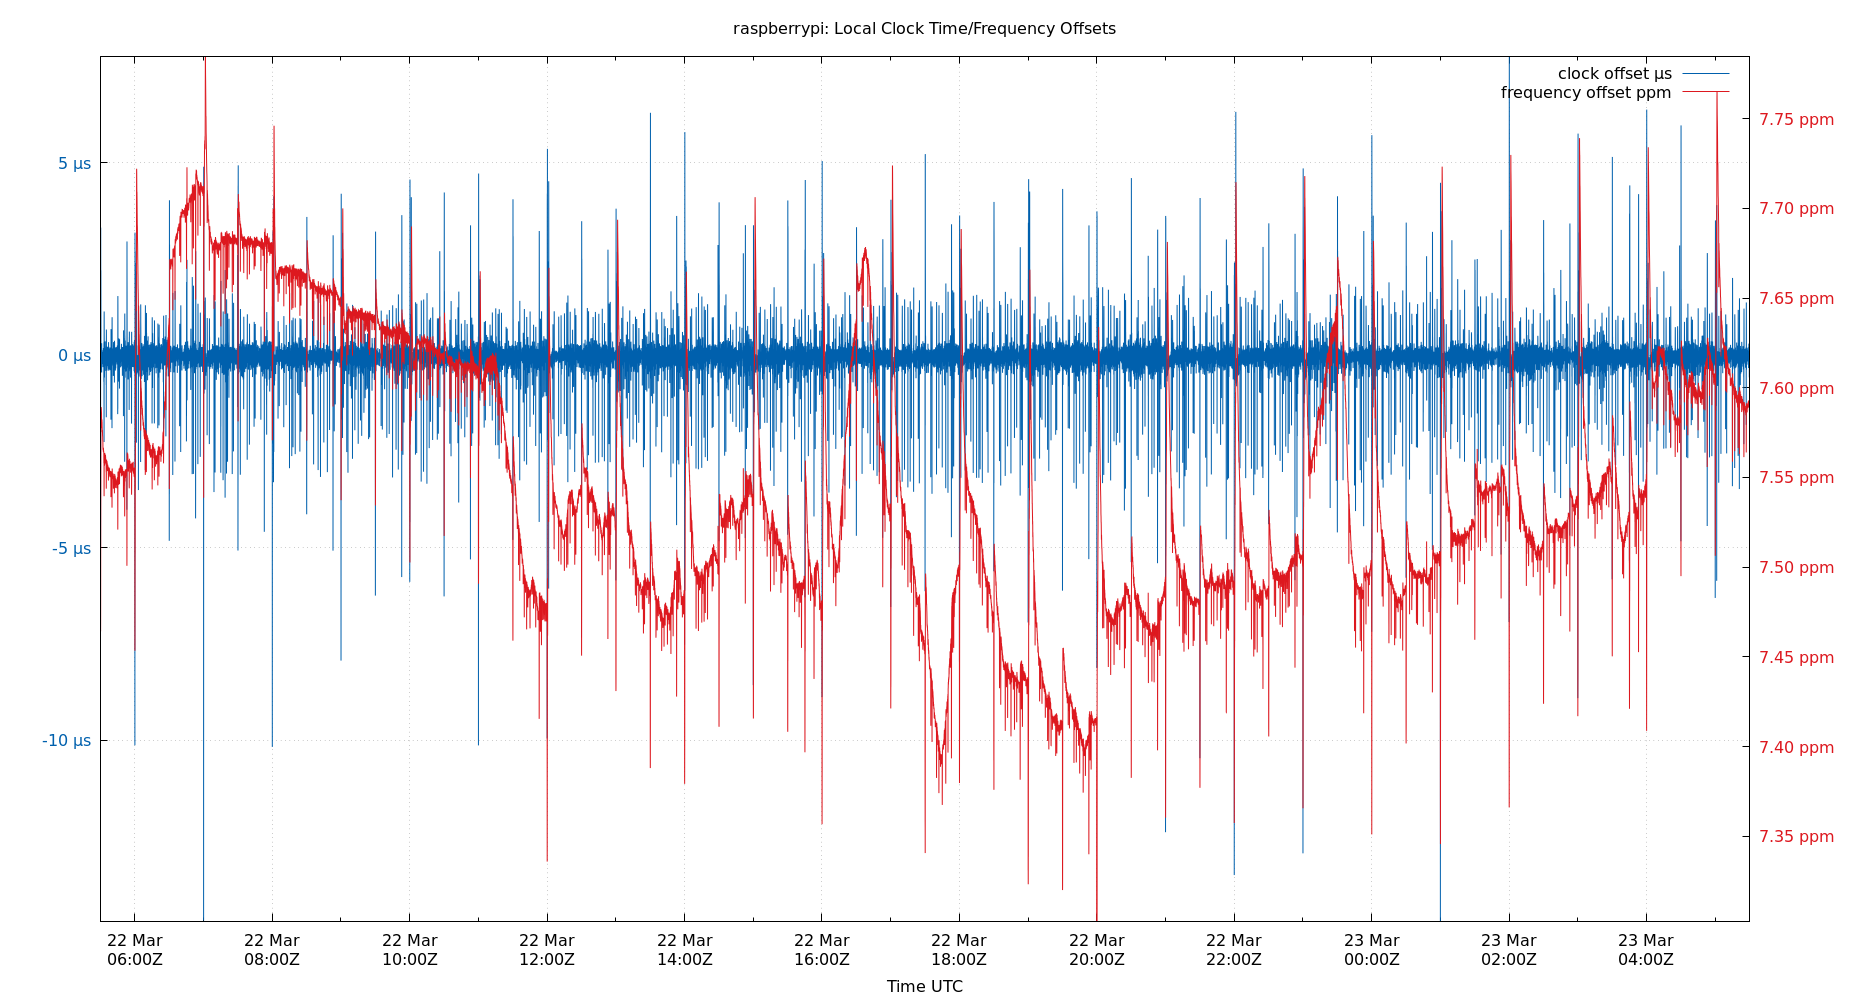 raspberrypi: Local Clock Time/Frequency Offsets
clock offset µs
frequency offset ppm
5 µs
0 µs
-5 µs
-10 µs
7.75 ppm
7.70 ppm
7.65 ppm
7.60 ppm
7.55 ppm
7.50 ppm
7.45 ppm
7.40 ppm
7.35 ppm
22 Mar 22 Mar 22 Mar 22 Mar 22 Mar 22 Mar 22 Mar 22 Mar 22 Mar 23 Mar 23 Mar 23 Mar
06:00Z 08:00Z 10:00Z 12:00Z 14:00Z 16:00Z 18:00Z 20:00Z 22:00Z 00:00Z 02:00Z 04:00Z
Time UTC